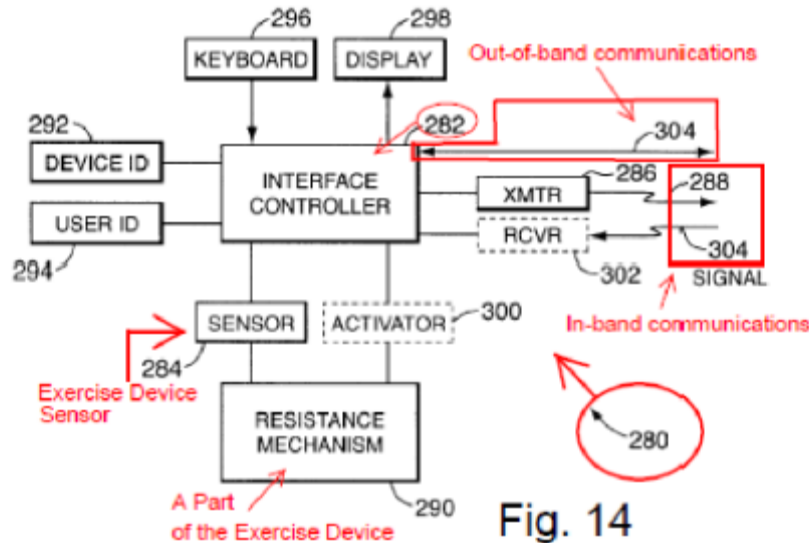 296
298
KEYBOARD
DISPLAY
Out-of-band communications
292
282
304
DEVICE ID
INTERFACE
CONTROLLER
286
288
XMTR
USER ID
RCVR
304
294
302
SIGNAL
SENSOR
ACTIVATOR
300
In-band communications
284
Exercise Device
Sensor
RESISTANCE
MECHANISM
280
A Part
of the Exercise Device
290
Fig. 14